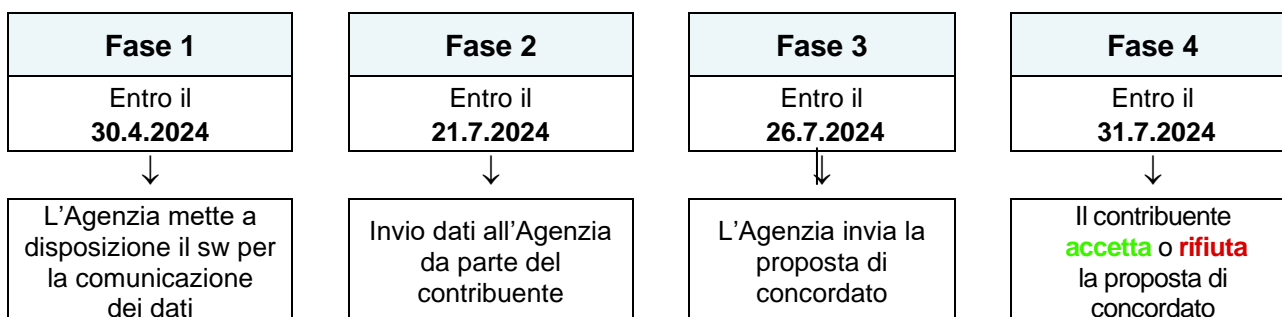 Fase 1
Entro il
30.4.2024
↓
L’Agenzia mette a
disposizione il sw per
la comunicazione
dei dati
Fase 2
Entro il
21.7.2024
↓
Invio dati all’Agenzia
da parte del
contribuente
Fase 3
Entro il
26.7.2024
↓
L’Agenzia invia la
proposta di
concordato
Fase 4
Entro il
31.7.2024
↓
Il contribuente
accetta o rifiuta
la proposta di
concordato